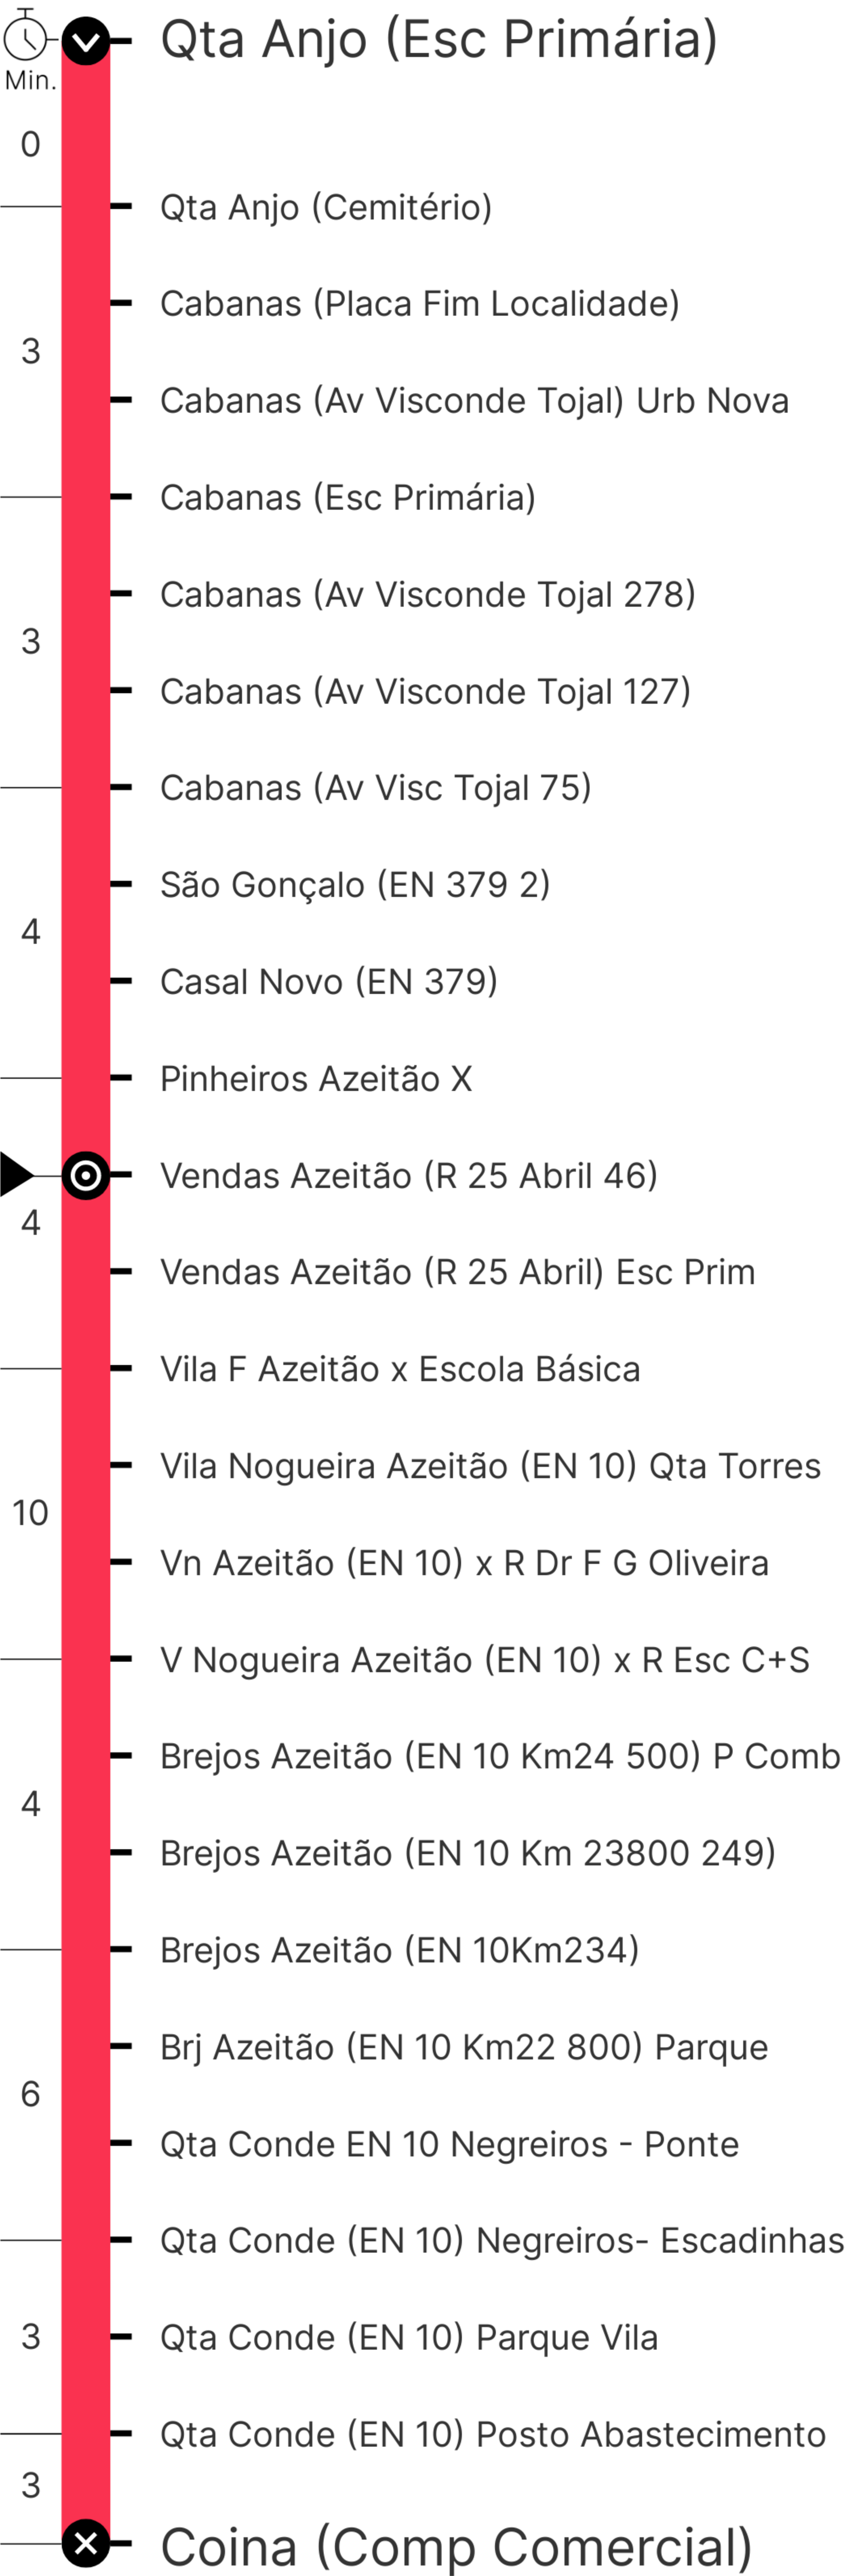 Qta Anjo (Esc Primária)
Min.
0
Qta Anjo (Cemitério)
Cabanas (Placa Fim Localidade)
3
Cabanas (Av Visconde Tojal) Urb Nova
Cabanas (Esc Primária)
Cabanas (Av Visconde Tojal 278)
3
Cabanas (Av Visconde Tojal 127)
Cabanas (Av Visc Tojal 75)
São Gonçalo (EN 379 2)
4
Casal Novo (EN 379)
Pinheiros Azeitão X
Vendas Azeitão (R 25 Abril 46)
4
Vendas Azeitão (R 25 Abril) Esc Prim
Vila F Azeitão x Escola Básica
Vila Nogueira Azeitão (EN 10) Qta Torres
10
Vn Azeitão (EN 10) x R Dr F G Oliveira
V Nogueira Azeitão (EN 10) x R Esc C+S
Brejos Azeitão (EN 10 Km24 500) P Comb
4
Brejos Azeitão (EN 10 Km 23800 249)
Brejos Azeitão (EN 10Km234)
Brj Azeitão (EN 10 Km22 800) Parque
6
Qta Conde EN 10 Negreiros - Ponte
Qta Conde (EN 10) Negreiros- Escadinhas
3
Qta Conde (EN 10) Parque Vila
Qta Conde (EN 10) Posto Abastecimento
3
Coina (Comp Comercial)